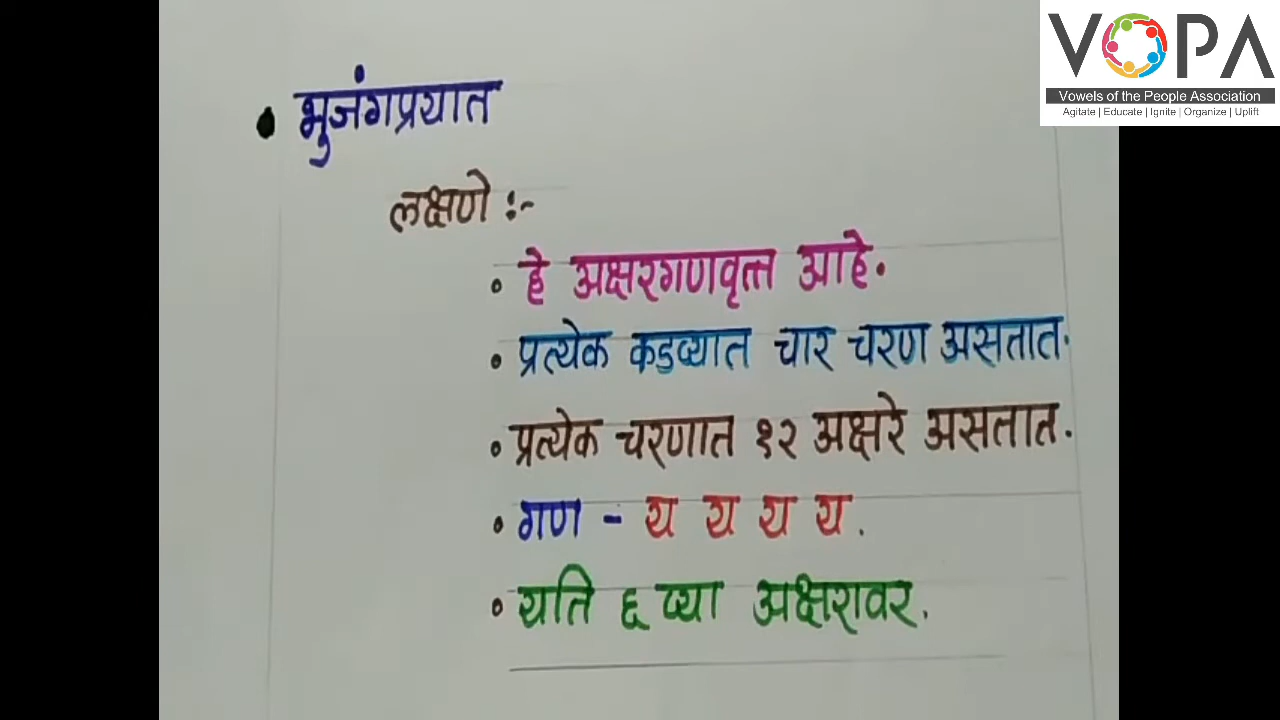 VOPA
Vowels of the People Association
Agitate | Educate | Ignite | Organize | Uplift
• भुजंगप्रयात
लक्षणे :-
• हे अक्षरगणवृत्त आहे.
• प्रत्येक कडव्यात चार चरण असतात.
• प्रत्येक चरणात १२ अक्षरे असतात.
• गण - य य य य .
• यति ६ व्या अक्षरावर.